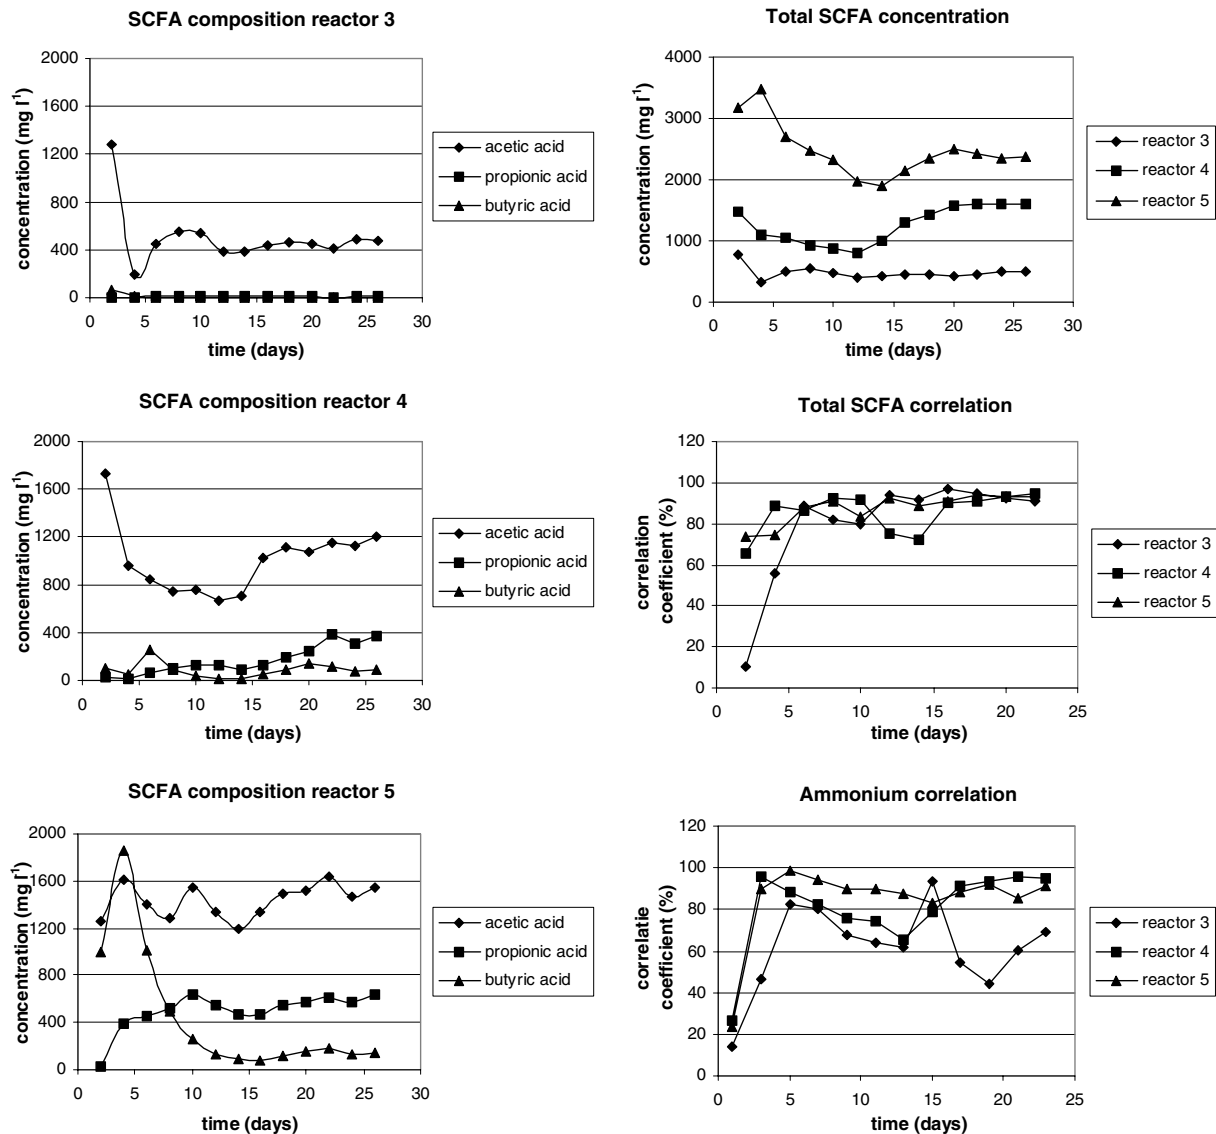 SCFA composition reactor 3
concentration (mg l-1)
2000
1600
1200
800
400
0
0 5 10 15 20 25 30
time (days)
acetic acid
propionic acid
butyric acid
Total SCFA concentration
concentration (mg l-1)
4000
3000
2000
1000
0
0 5 10 15 20 25 30
time (days)
reactor 3
reactor 4
reactor 5
SCFA composition reactor 4
concentration (mg l-1)
2000
1600
1200
800
400
0
0 5 10 15 20 25 30
time (days)
acetic acid
propionic acid
butyric acid
Total SCFA correlation
correlation
coefficient (%)
120
100
80
60
40
20
0
0 5 10 15 20 25
time (days)
reactor 3
reactor 4
reactor 5
SCFA composition reactor 5
concentration (mg l-1)
2000
1600
1200
800
400
0
0 5 10 15 20 25 30
time (days)
acetic acid
propionic acid
butyric acid
Ammonium correlation
correlatie
coefficient (%)
120
100
80
60
40
20
0
0 5 10 15 20 25
time (days)
reactor 3
reactor 4
reactor 5